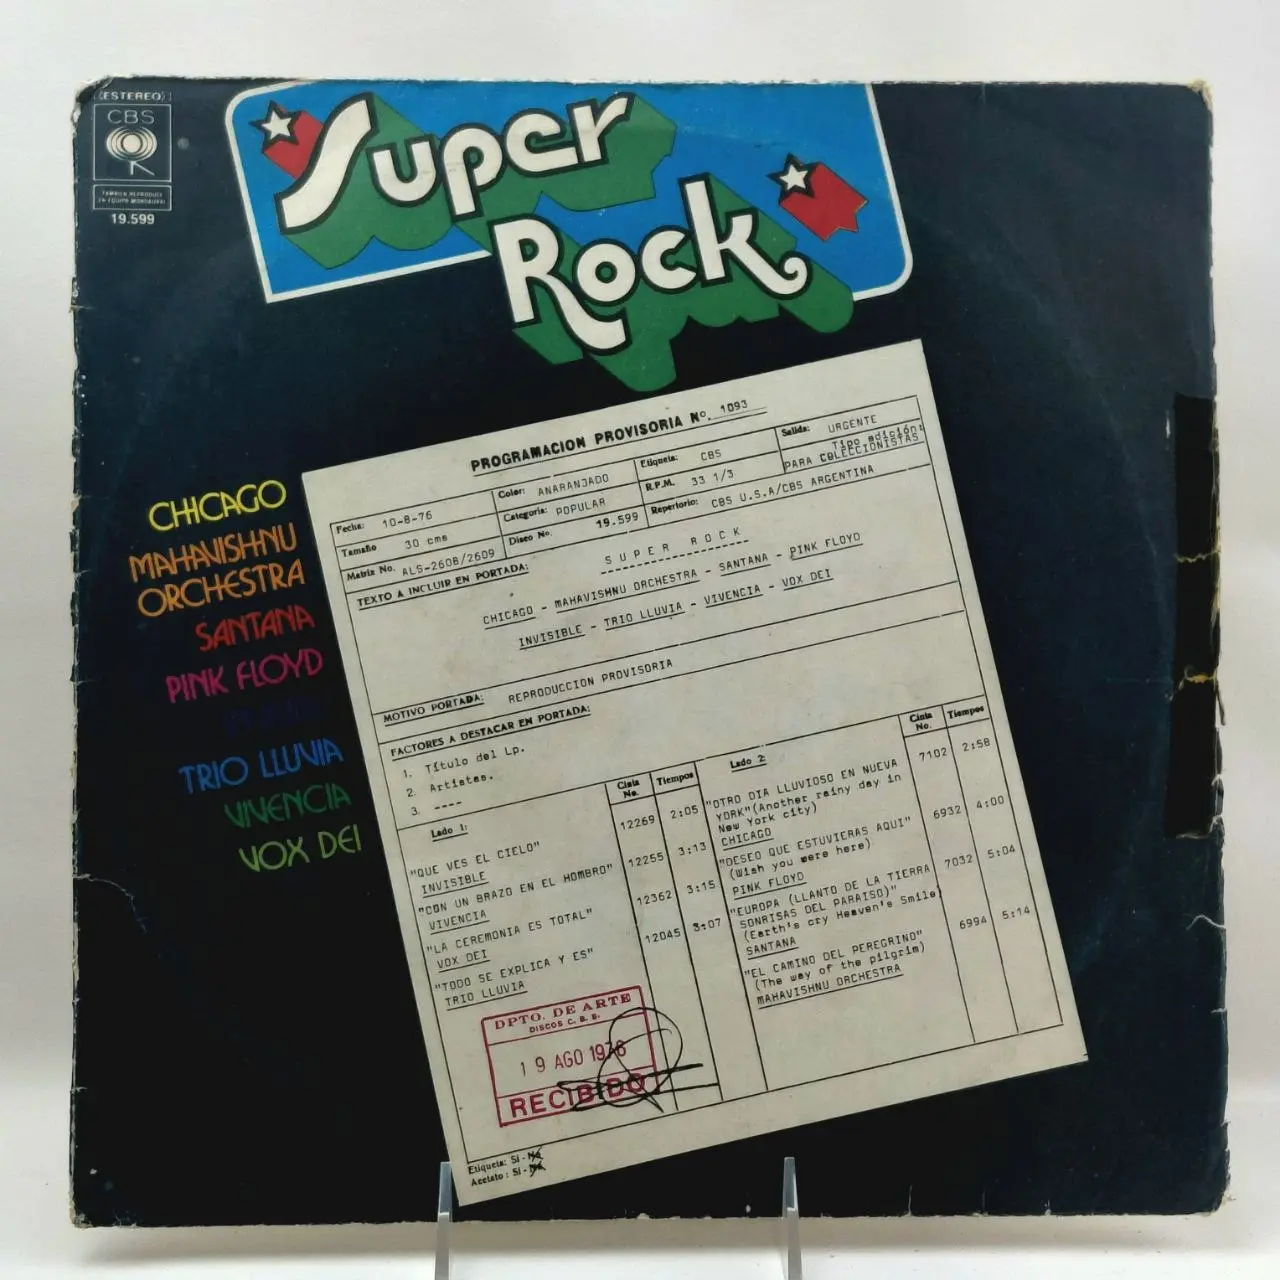 (ESTEREO)
CBS
TAMBIEN REPRODUCE
EN EQUIPO MONOAURAL
19.599
Super
Rock
CHICAGO
MAHAVISHNU
ORCHESTRA
SANTANA
PINK FLOYD
TRIO LLUVIA
VIVENCIA
VOX DEI
PROGRAMACION PROVISORIA Nº. 1093
Fecha: 10-8-76
Color: ANARANJADO
Etiqueta: CBS
Salida: URGENTE
Tamaño 30 cms
Categoria: POPULAR
R.P.M. 33 1/3
Tipo edición:
PARA COLECCIONISTAS
Matriz No. ALS-2608/2609
Disco No. 19.599
Repertorio: CBS U.S.A/CBS ARGENTINA
TEXTO A INCLUIR EN PORTADA:
SUPER ROCK
CHICAGO - MAHAVISHNU ORCHESTRA - SANTANA - PINK FLOYD
INVISIBLE - TRIO LLUVIA - VIVENCIA - VOX DEI
MOTIVO PORTADA: REPRODUCCION PROVISORIA
FACTORES A DESTACAR EN PORTADA:
1. Título del Lp.
2. Artistas.
3. ----
Lado 1:
Cinta No. Tiempos
"QUE VES EL CIELO" 12269 2:05
INVISIBLE
"CON UN BRAZO EN EL HOMBRO" 12255 3:13
VIVENCIA
"LA CEREMONIA ES TOTAL" 12362 3:15
VOX DEI
"TODO SE EXPLICA Y ES" 12045 3:07
TRIO LLUVIA
Lado 2:
Cinta No. Tiempos
"OTRO DIA LLUVIOSO EN NUEVA 7102 2:58
YORK"(Another rainy day in
New York city)
CHICAGO
"DESEO QUE ESTUVIERAS AQUI" 6932 4:00
(Wish you were here)
PINK FLOYD
"EUROPA (LLANTO DE LA TIERRA 7032 5:04
SONRISAS DEL PARAISO)"
(Earth's cry Heaven's Smile)
SANTANA
"EL CAMINO DEL PEREGRINO" 6994 5:14
(The way of the pilgrim)
MAHAVISHNU ORCHESTRA
DPTO. DE ARTE
DISCOS C.B.S.
19 AGO 1976
RECIBIDO
Etiqueta: Si - No
Acetato: Si - No